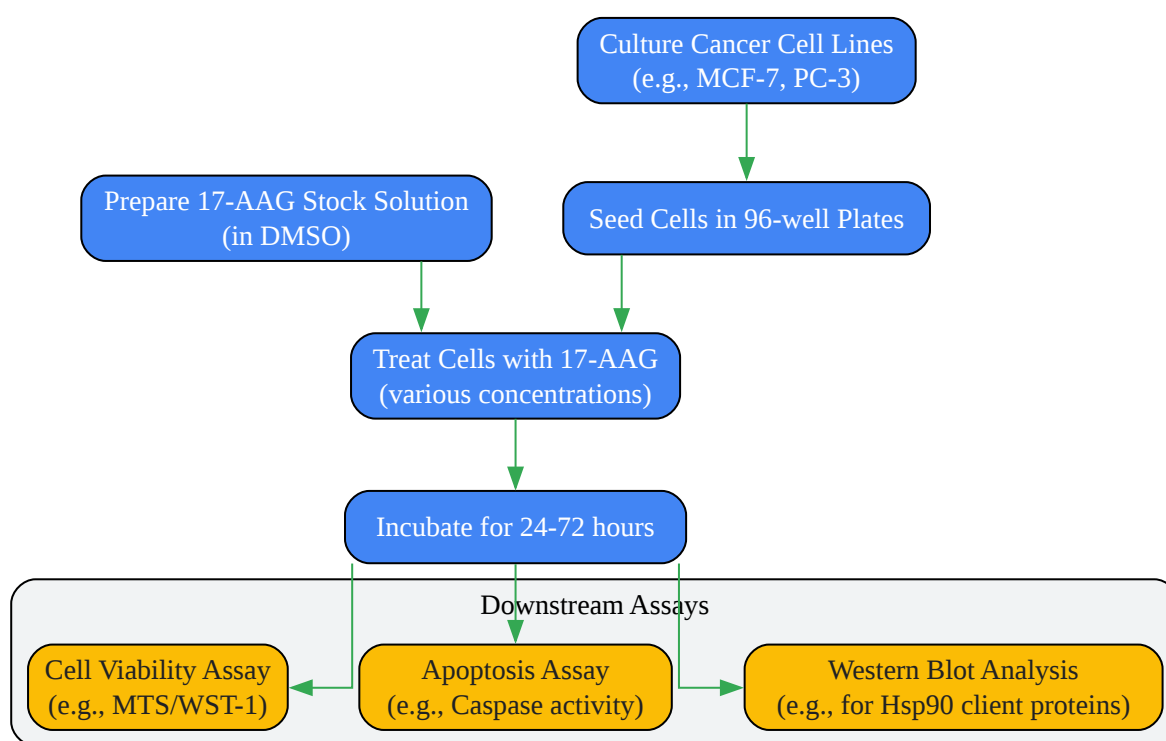 Culture Cancer Cell Lines
(e.g., MCF-7, PC-3)
Prepare 17-AAG Stock Solution
(in DMSO)
Seed Cells in 96-well Plates
Treat Cells with 17-AAG
(various concentrations)
Incubate for 24-72 hours
Downstream Assays
Cell Viability Assay
(e.g., MTS/WST-1)
Apoptosis Assay
(e.g., Caspase activity)
Western Blot Analysis
(e.g., for Hsp90 client proteins)